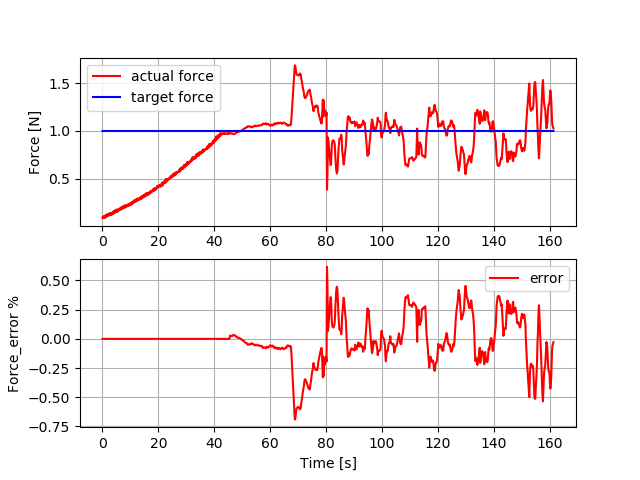 Force [N]
1.5
1.0
0.5
actual force
target force
0 20 40 60 80 100 120 140 160
Force_error %
0.50
0.25
0.00
−0.25
−0.50
−0.75
error
0 20 40 60 80 100 120 140 160
Time [s]